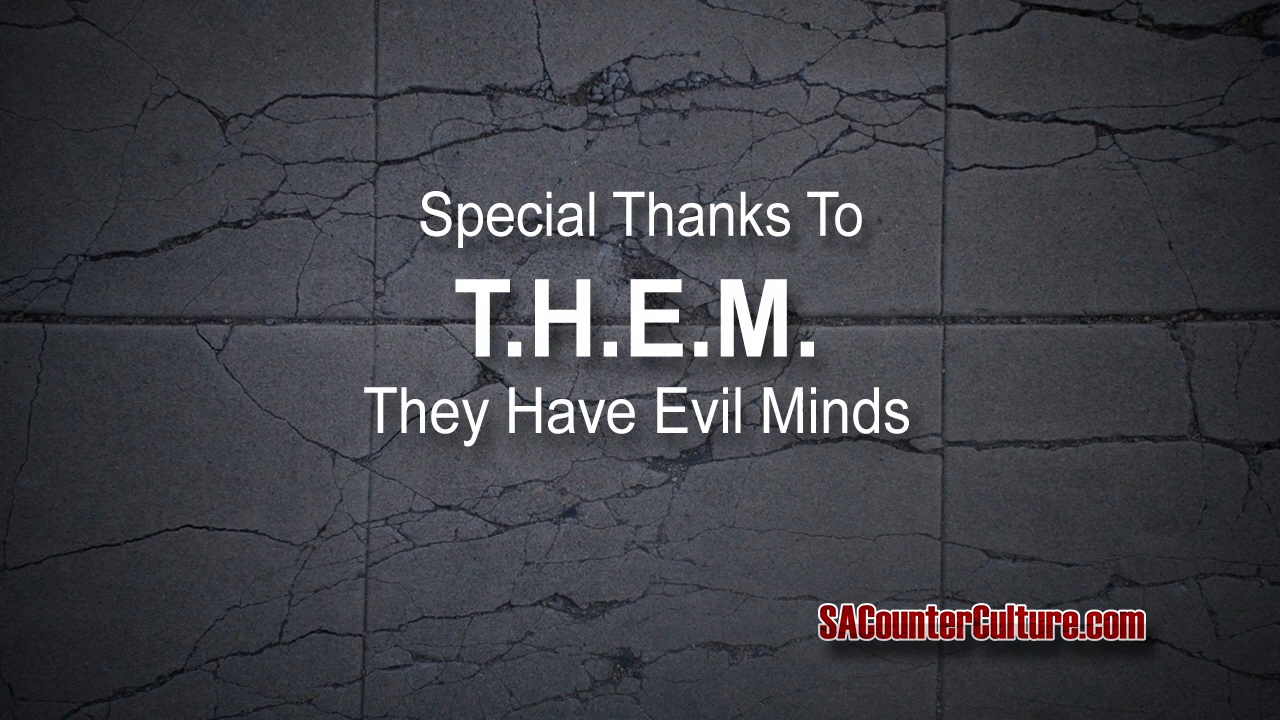 Special Thanks To
T.H.E.M.
They Have Evil Minds
SACounterCulture.com